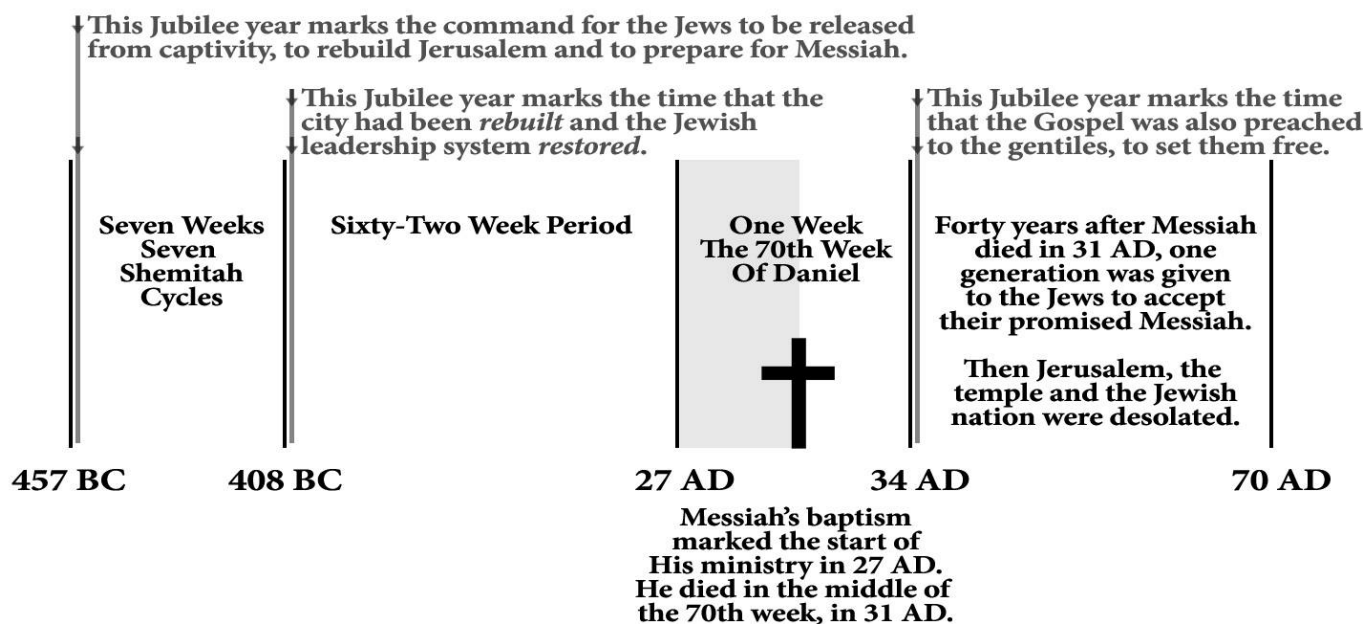 This Jubilee year marks the command for the Jews to be released
from captivity, to rebuild Jerusalem and to prepare for Messiah.
This Jubilee year marks the time that the
city had been rebuilt and the Jewish
leadership system restored.
This Jubilee year marks the time
that the Gospel was also preached
to the gentiles, to set them free.
Seven Weeks
Seven
Shemitah
Cycles
Sixty-Two Week Period
One Week
The 70th Week
Of Daniel
Forty years after Messiah
died in 31 AD, one
generation was given
to the Jews to accept
their promised Messiah.
Then Jerusalem, the
temple and the Jewish
nation were desolated.
457 BC
408 BC
27 AD
34 AD
70 AD
Messiah's baptism
marked the start of
His ministry in 27 AD.
He died in the middle of
the 70th week, in 31 AD.